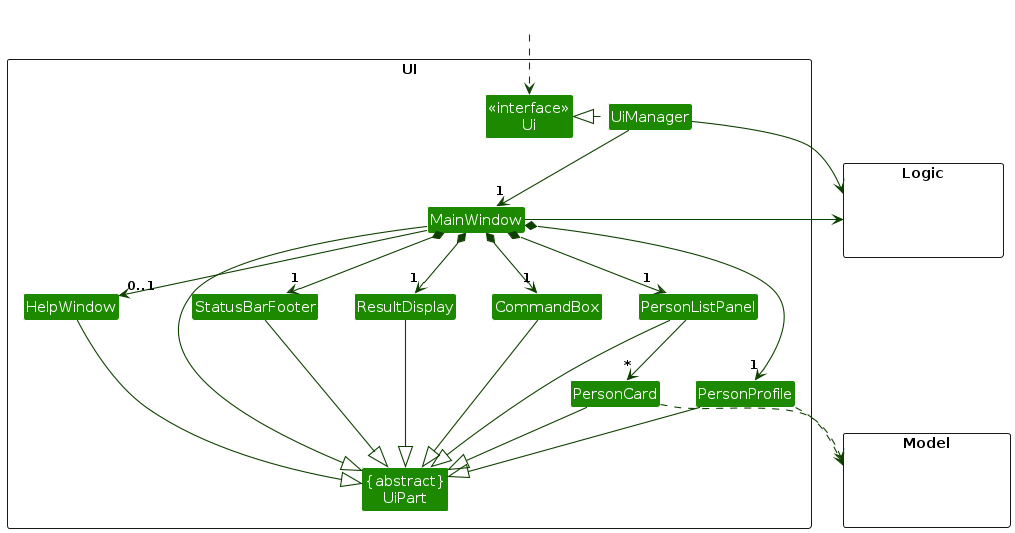 UI
«interface»
Ui
UiManager
Logic
1
MainWindow
0..1
1
1
1
1
HelpWindow
StatusBarFooter
ResultDisplay
CommandBox
PersonListPanel
*
1
PersonCard
PersonProfile
Model
{abstract}
UiPart